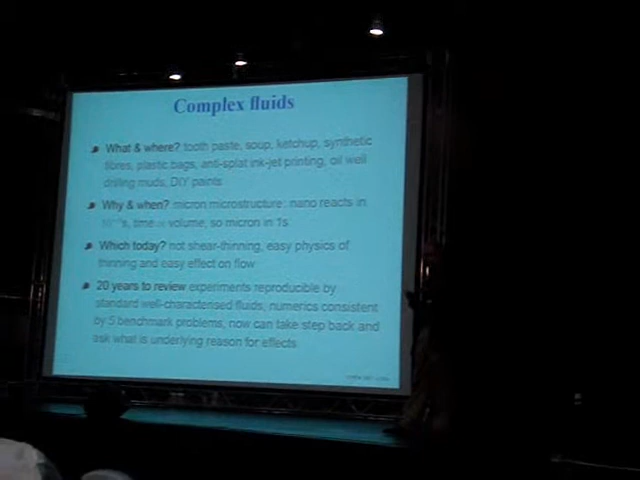 Complex fluids
What & where? tooth paste, soup, ketchup, synthetic
fibres, plastic bags, anti-splat ink-jet printing, oil well
drilling muds, DIY paints
Why & when? micron microstructure: nano reacts in
s, time ∝ volume, so micron in 1s
Which today? not shear-thinning, easy physics of
thinning and easy effect on flow
20 years to review experiments reproducible by
standard well-characterised fluids, numerics consistent
by 5 benchmark problems, now can take step back and
ask what is underlying reason for effects